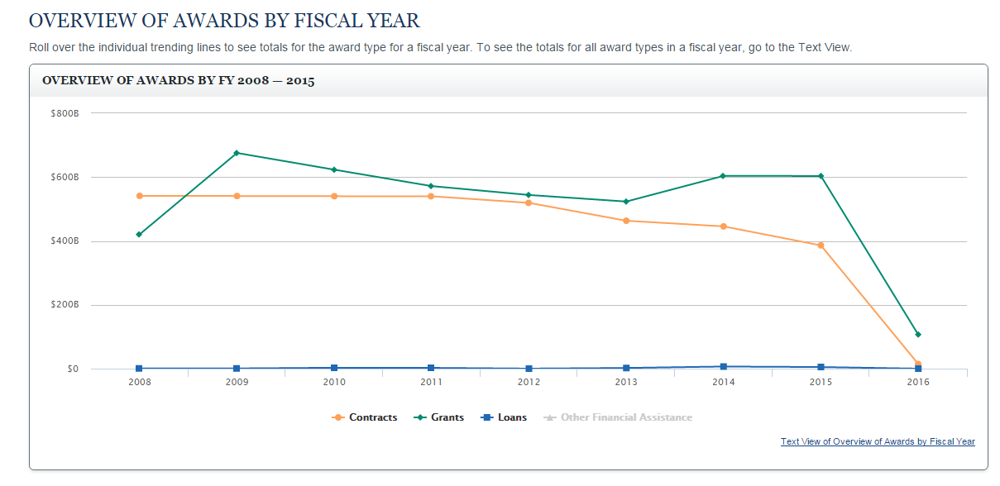 OVERVIEW OF AWARDS BY FISCAL YEAR
Roll over the individual trending lines to see totals for the award type for a fiscal year. To see the totals for all award types in a fiscal year, go to the Text View.
OVERVIEW OF AWARDS BY FY 2008 — 2015
$800B
$600B
$400B
$200B
$0
2008 2009 2010 2011 2012 2013 2014 2015 2016
Contracts Grants Loans Other Financial Assistance
Text View of Overview of Awards by Fiscal Year